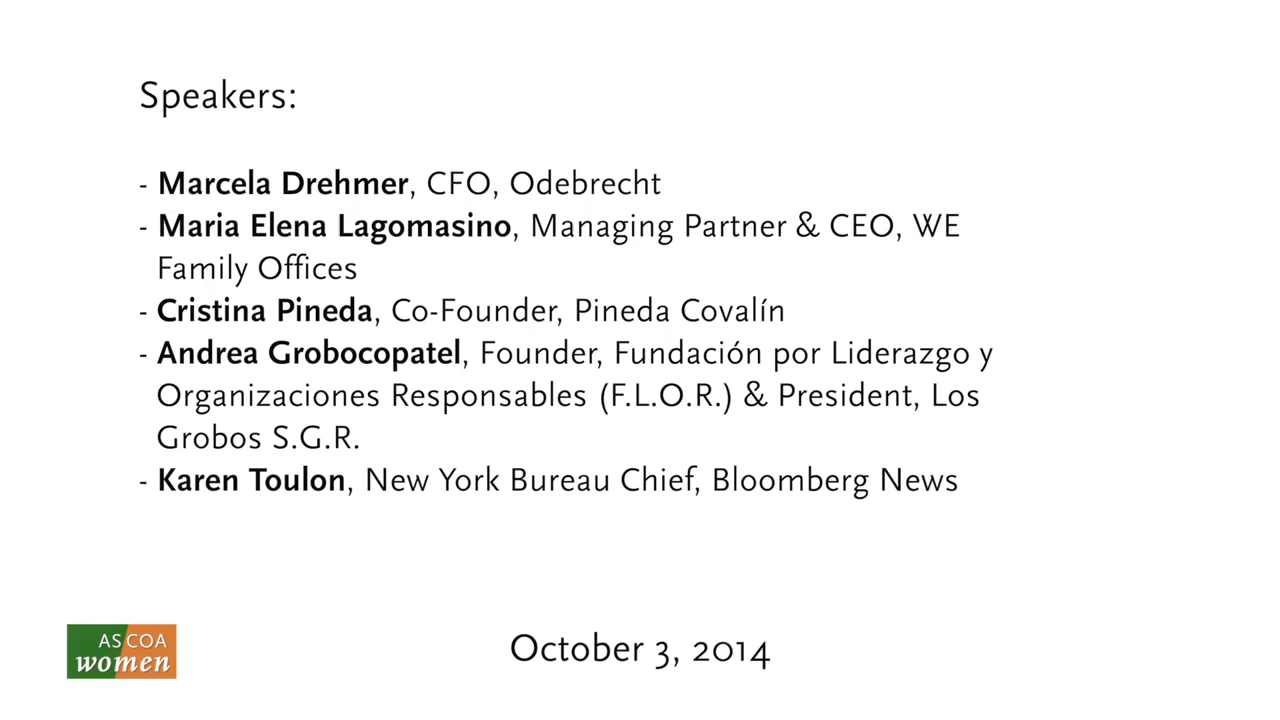 Speakers:
- Marcela Drehmer, CFO, Odebrecht
- Maria Elena Lagomasino, Managing Partner & CEO, WE
Family Offices
- Cristina Pineda, Co-Founder, Pineda Covalín
- Andrea Grobocopatel, Founder, Fundación por Liderazgo y
Organizaciones Responsables (F.L.O.R.) & President, Los
Grobos S.G.R.
- Karen Toulon, New York Bureau Chief, Bloomberg News
AS COA
women
October 3, 2014